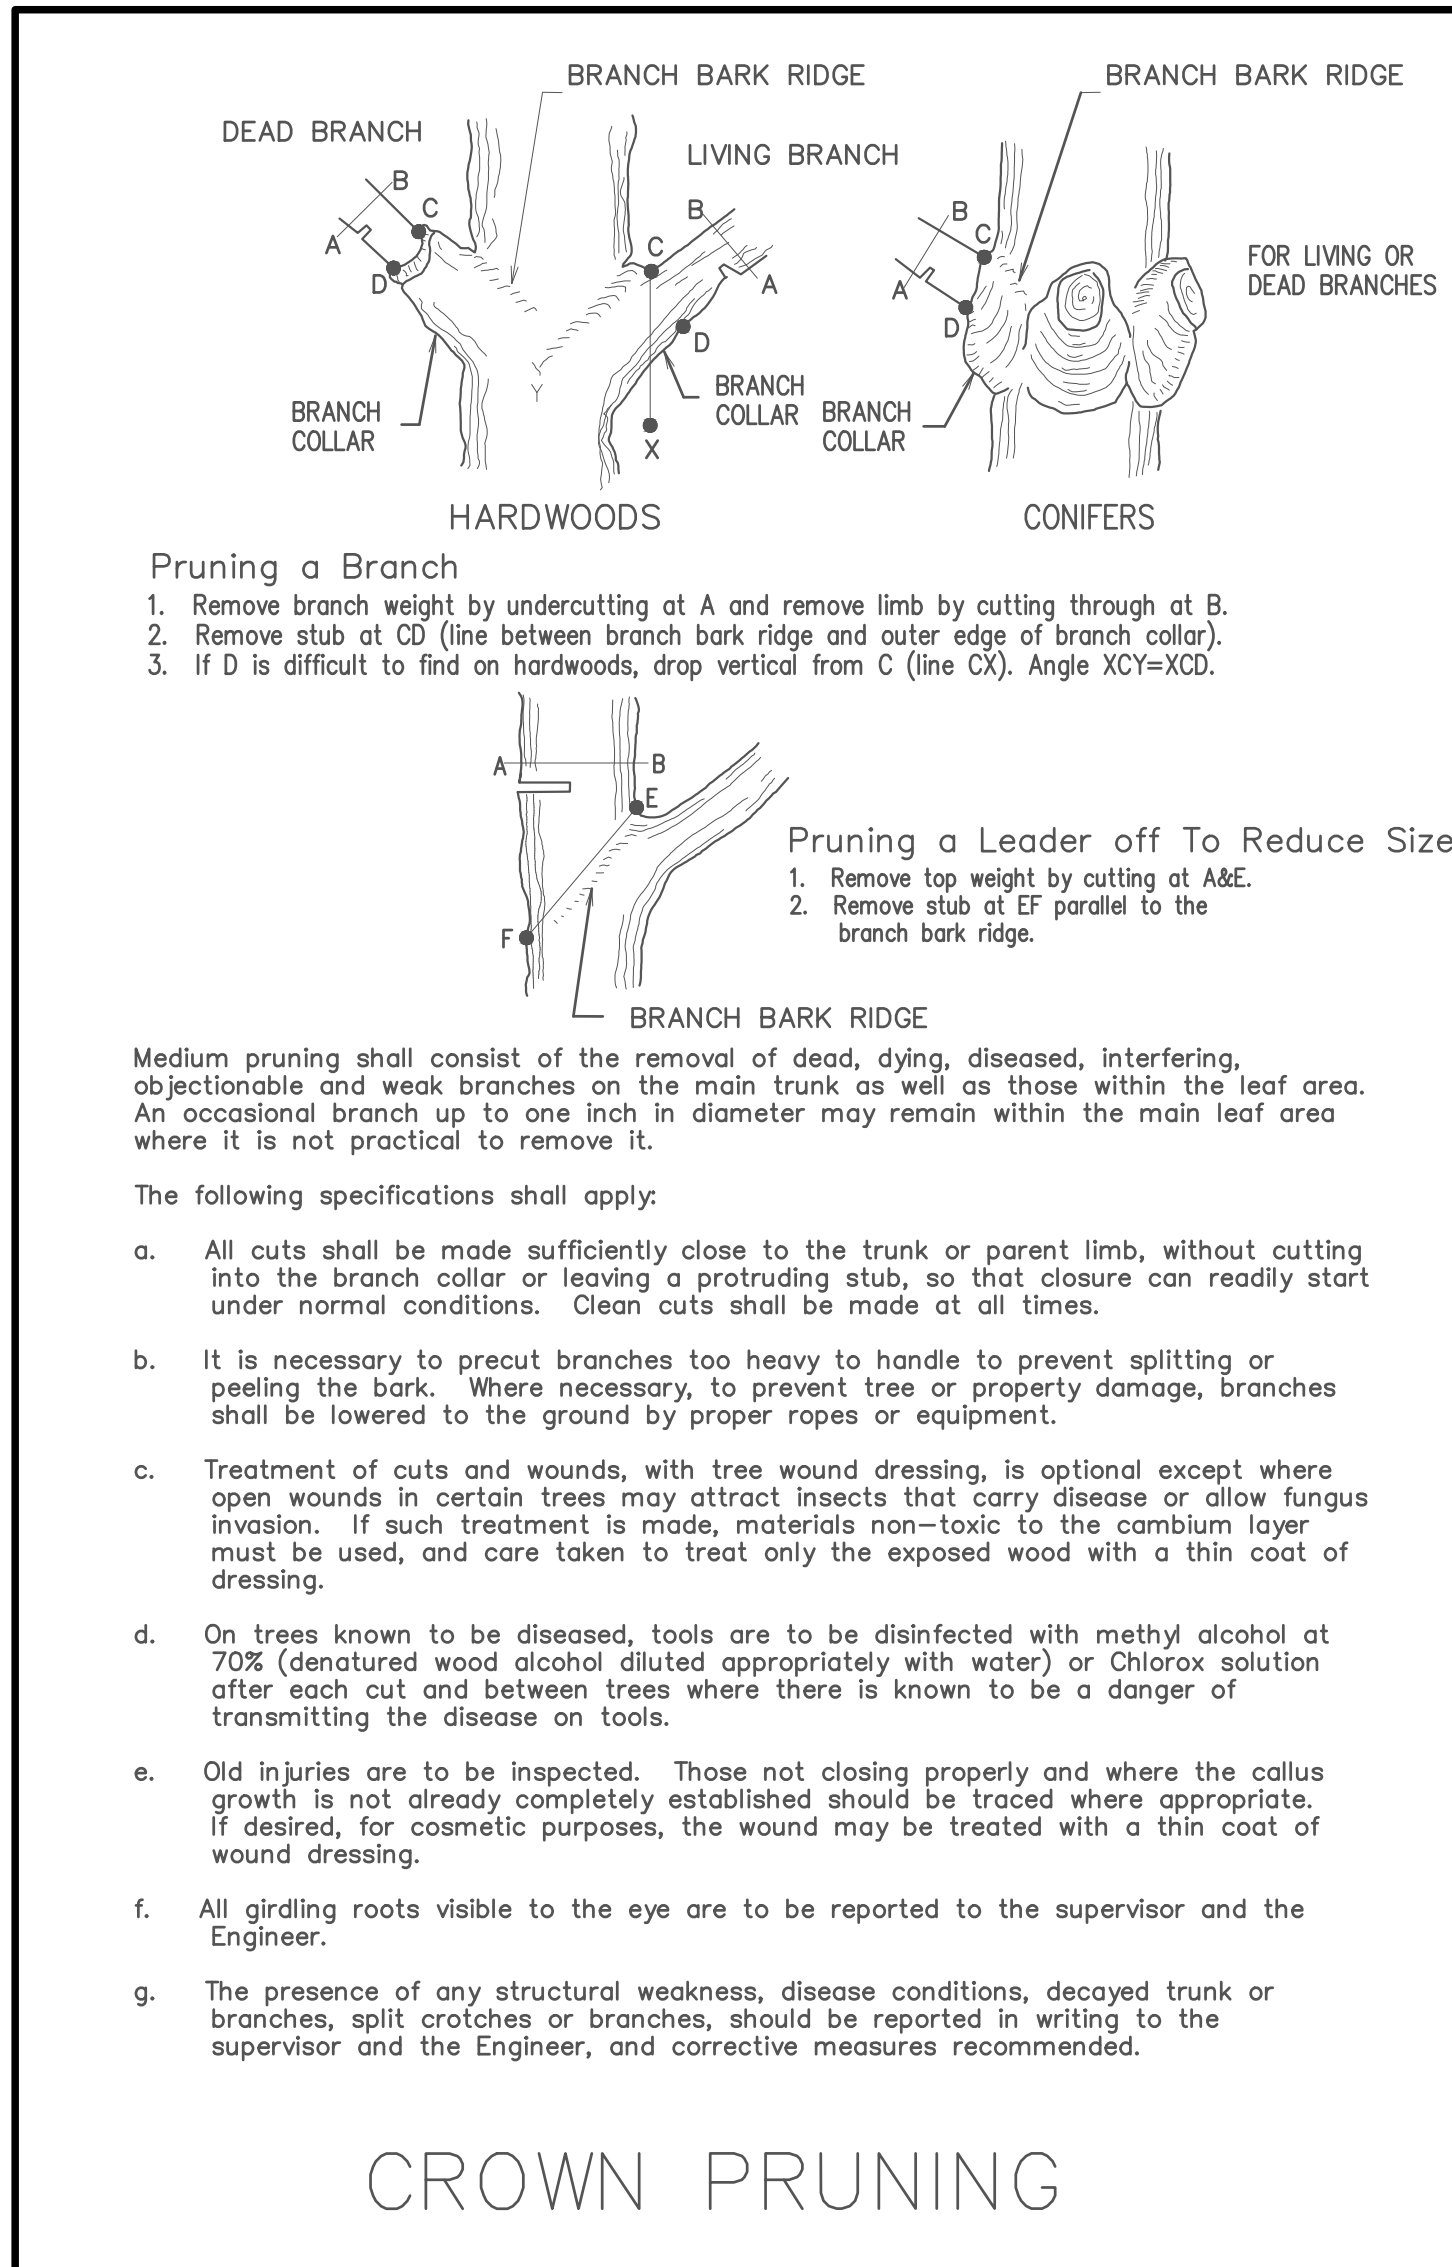 BRANCH BARK RIDGE
BRANCH BARK RIDGE
DEAD BRANCH
LIVING BRANCH
B
C
A
D
B
C
A
D
X
Y
B
C
A
D
FOR LIVING OR
DEAD BRANCHES
BRANCH
COLLAR
BRANCH
COLLAR
BRANCH
COLLAR
HARDWOODS
CONIFERS
Pruning a Branch
1. Remove branch weight by undercutting at A and remove limb by cutting through at B.
2. Remove stub at CD (line between branch bark ridge and outer edge of branch collar).
3. If D is difficult to find on hardwoods, drop vertical from C (line CX). Angle XCY=XCD.
A
B
E
F
Pruning a Leader off To Reduce Size
1. Remove top weight by cutting at A&E.
2. Remove stub at EF parallel to the
branch bark ridge.
BRANCH BARK RIDGE
Medium pruning shall consist of the removal of dead, dying, diseased, interfering,
objectionable and weak branches on the main trunk as well as those within the leaf area.
An occasional branch up to one inch in diameter may remain within the main leaf area
where it is not practical to remove it.
The following specifications shall apply:
a. All cuts shall be made sufficiently close to the trunk or parent limb, without cutting
into the branch collar or leaving a protruding stub, so that closure can readily start
under normal conditions. Clean cuts shall be made at all times.
b. It is necessary to precut branches too heavy to handle to prevent splitting or
peeling the bark. Where necessary, to prevent tree or property damage, branches
shall be lowered to the ground by proper ropes or equipment.
c. Treatment of cuts and wounds, with tree wound dressing, is optional except where
open wounds in certain trees may attract insects that carry disease or allow fungus
invasion. If such treatment is made, materials non-toxic to the cambium layer
must be used, and care taken to treat only the exposed wood with a thin coat of
dressing.
d. On trees known to be diseased, tools are to be disinfected with methyl alcohol at
70% (denatured wood alcohol diluted appropriately with water) or Chlorox solution
after each cut and between trees where there is known to be a danger of
transmitting the disease on tools.
e. Old injuries are to be inspected. Those not closing properly and where the callus
growth is not already completely established should be traced where appropriate.
If desired, for cosmetic purposes, the wound may be treated with a thin coat of
wound dressing.
f. All girdling roots visible to the eye are to be reported to the supervisor and the
Engineer.
g. The presence of any structural weakness, disease conditions, decayed trunk or
branches, split crotches or branches, should be reported in writing to the
supervisor and the Engineer, and corrective measures recommended.
CROWN PRUNING